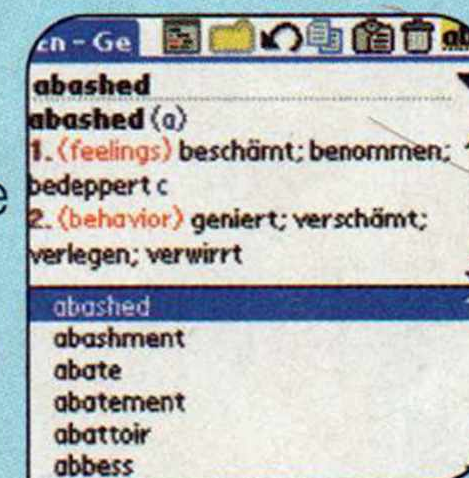 en - Ge
ab
abashed
abashed (a)
1. (feelings) beschämt; benommen;
bedeppert c
e
2. (behavior) geniert; verschämt;
verlegen; verwirrt
abashed
abashment
abate
abatement
abattoir
abbess